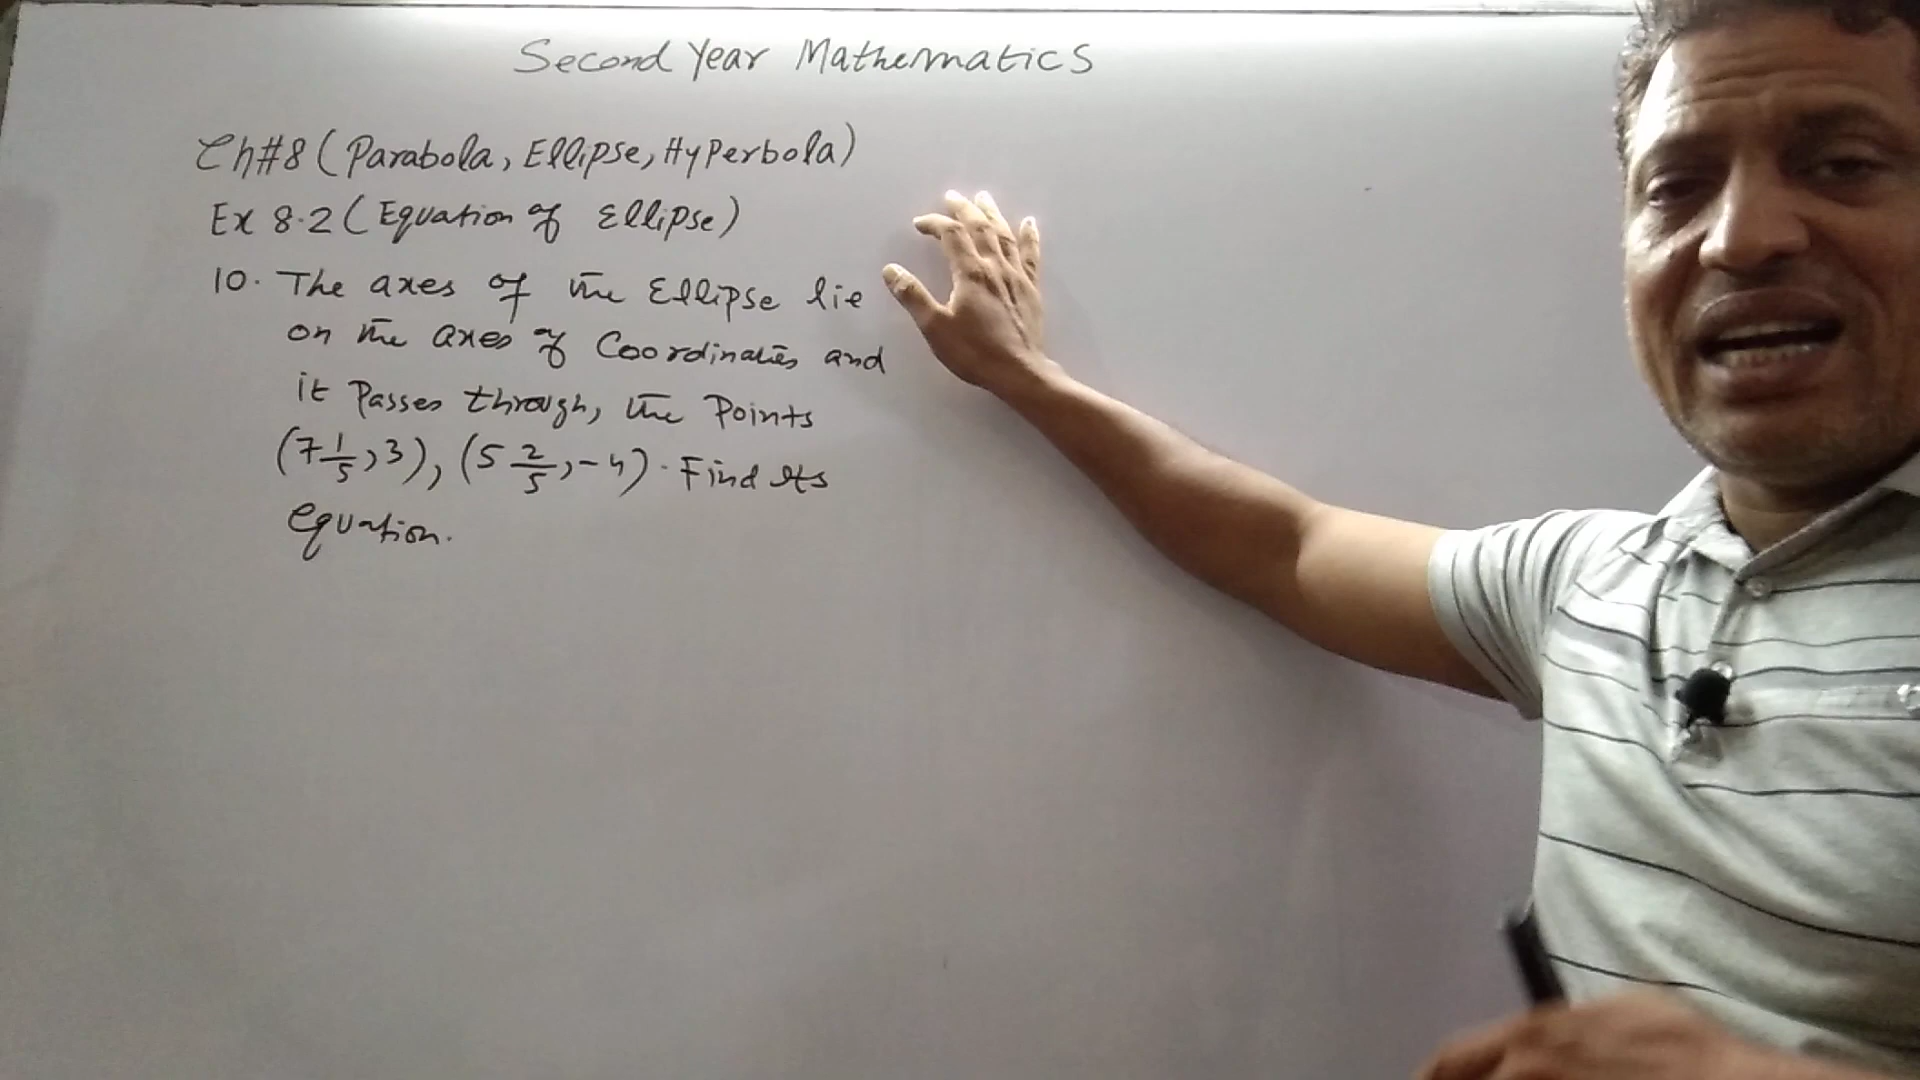 Second Year Mathematics
Ch#8 (Parabola, Ellipse, Hyperbola)
Ex 8.2 (Equation of Ellipse)
10. The axes of the Ellipse lie
on the axes of Coordinates and
it Passes through, the Points
(7 1/5, 3), (5 2/5, -4). Find its
equation.